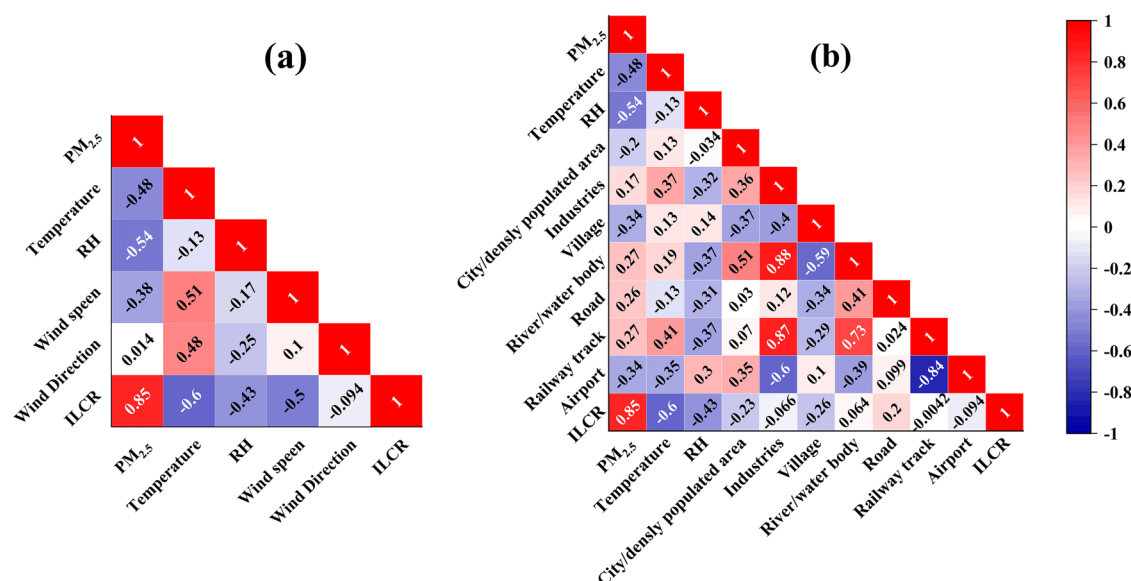 (a)
PM2.5
1
Temperature
-0.48
1
RH
-0.54
-0.13
1
Wind speen
-0.38
0.51
-0.17
1
Wind Direction
0.014
0.48
-0.25
0.1
1
ILCR
0.85
-0.6
-0.43
-0.5
-0.094
1
PM2.5
Temperature
RH
Wind speen
Wind Direction
ILCR
(b)
PM2.5
1
Temperature
-0.48
1
RH
-0.54
-0.13
1
City/densly populated area
-0.2
0.13
-0.034
1
Industries
0.17
0.37
-0.32
0.36
1
Village
-0.34
0.13
0.14
-0.37
-0.4
1
River/water body
0.27
0.19
-0.37
0.51
0.88
-0.59
1
Road
0.26
-0.13
-0.31
0.03
0.12
-0.34
0.41
1
Railway track
0.27
0.41
-0.37
0.07
0.87
-0.29
0.73
0.024
1
Airport
-0.34
-0.35
0.3
0.35
-0.6
0.1
-0.39
0.099
-0.84
1
ILCR
0.85
-0.6
-0.43
-0.23
-0.066
-0.26
0.064
0.2
-0.0042
-0.094
1
PM2.5
Temperature
RH
City/densly populated area
Industries
Village
River/water body
Road
Railway track
Airport
ILCR
1
0.8
0.6
0.4
0.2
0
-0.2
-0.4
-0.6
-0.8
-1